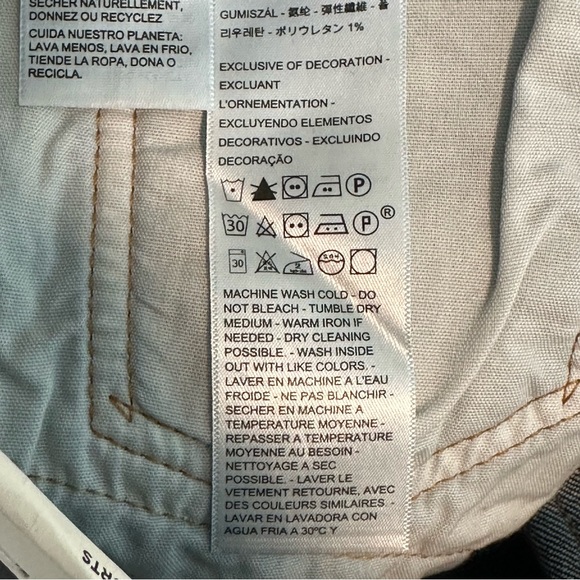 SÉCHER NATURELLEMENT,
DONNEZ OU RECYCLEZ
CUIDA NUESTRO PLANETA:
LAVA MENOS, LAVA EN FRIO,
TIENDE LA ROPA, DONA O
RECICLA.
GUMISZÁL - 氨纶 - 彈性纖維 - 폴
리우레탄 - ポリウレタン 1%
EXCLUSIVE OF DECORATION -
EXCLUANT
L'ORNEMENTATION -
EXCLUYENDO ELEMENTOS
DECORATIVOS - EXCLUINDO
DECORAÇÃO
P
30 P ®
30
MACHINE WASH COLD - DO
NOT BLEACH - TUMBLE DRY
MEDIUM - WARM IRON IF
NEEDED - DRY CLEANING
POSSIBLE. - WASH INSIDE
OUT WITH LIKE COLORS. -
LAVER EN MACHINE A L'EAU
FROIDE - NE PAS BLANCHIR -
SECHER EN MACHINE A
TEMPERATURE MOYENNE -
REPASSER A TEMPERATURE
MOYENNE AU BESOIN -
NETTOYAGE A SEC
POSSIBLE. - LAVER LE
VETEMENT RETOURNE, AVEC
DES COULEURS SIMILAIRES. -
LAVAR EN LAVADORA CON
AGUA FRIA A 30ºC Y
RTS